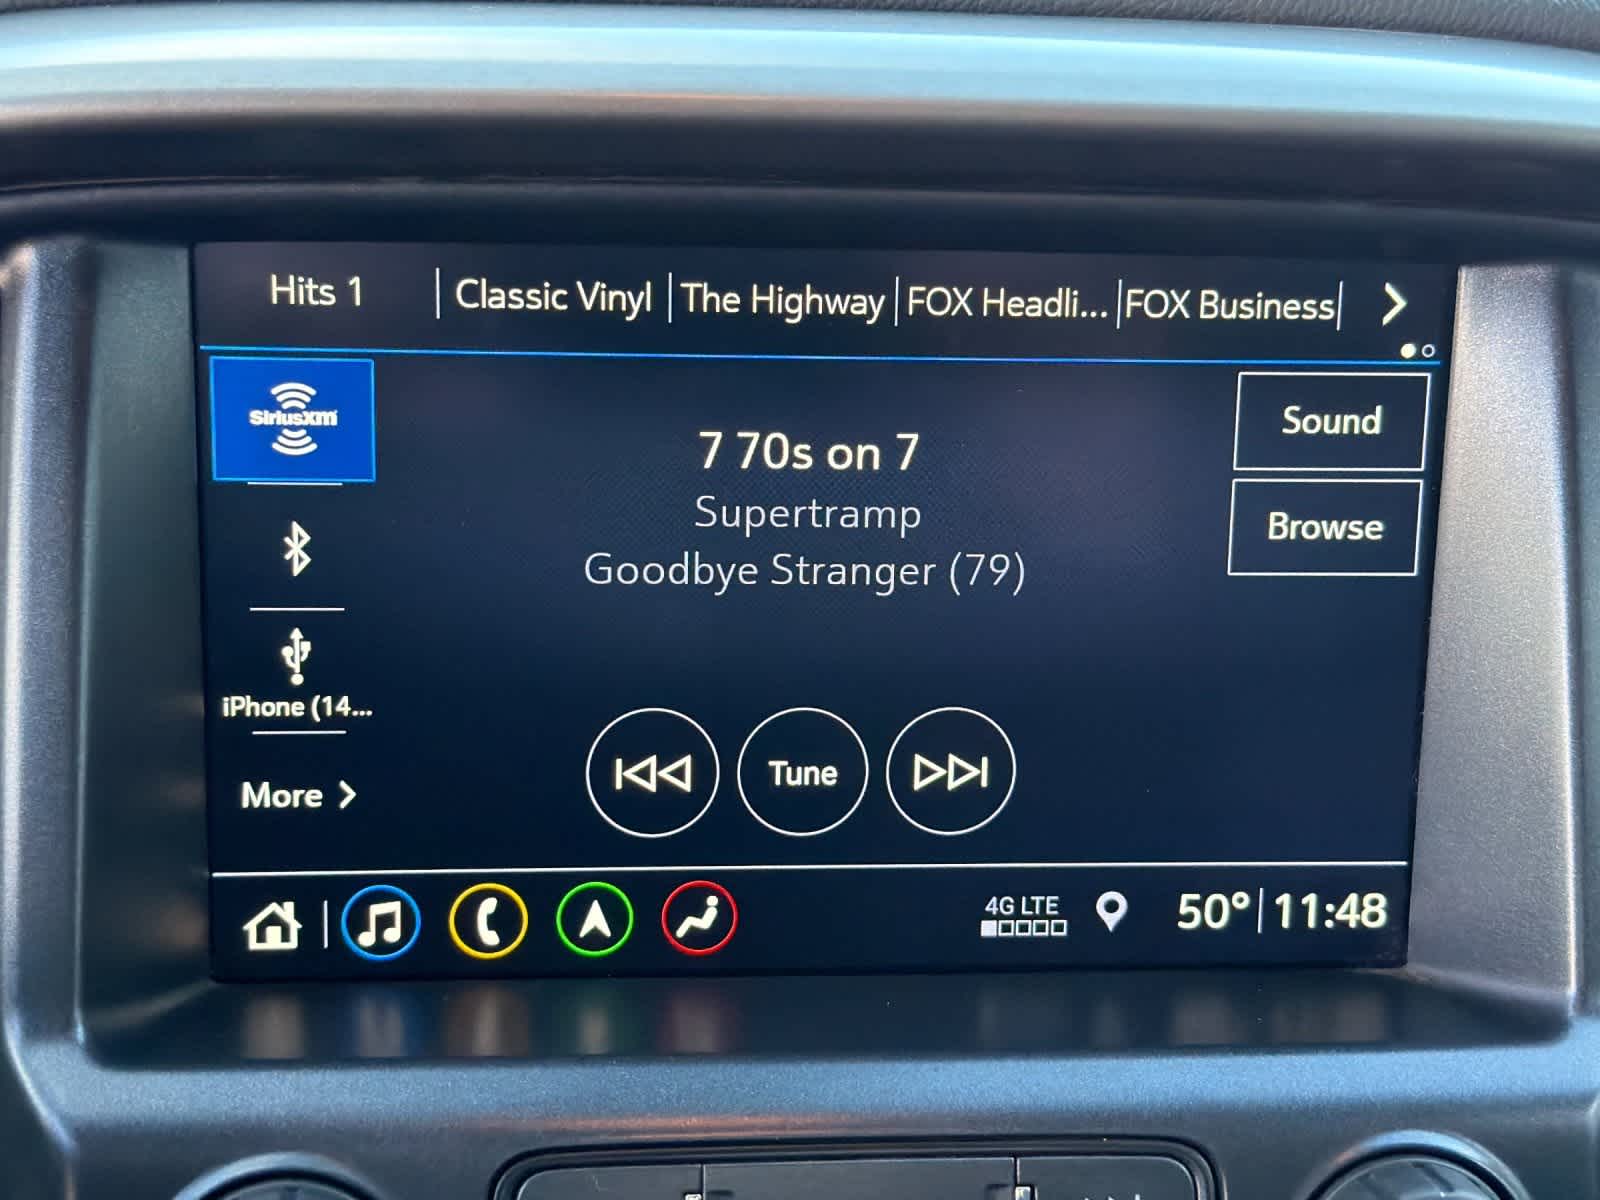 Hits 1
Classic Vinyl
The Highway
FOX Headli...
FOX Business
SiriusXM
7 70s on 7
Supertramp
Goodbye Stranger (79)
Sound
Browse
iPhone (14...
More
Tune
4G LTE
50° 11:48